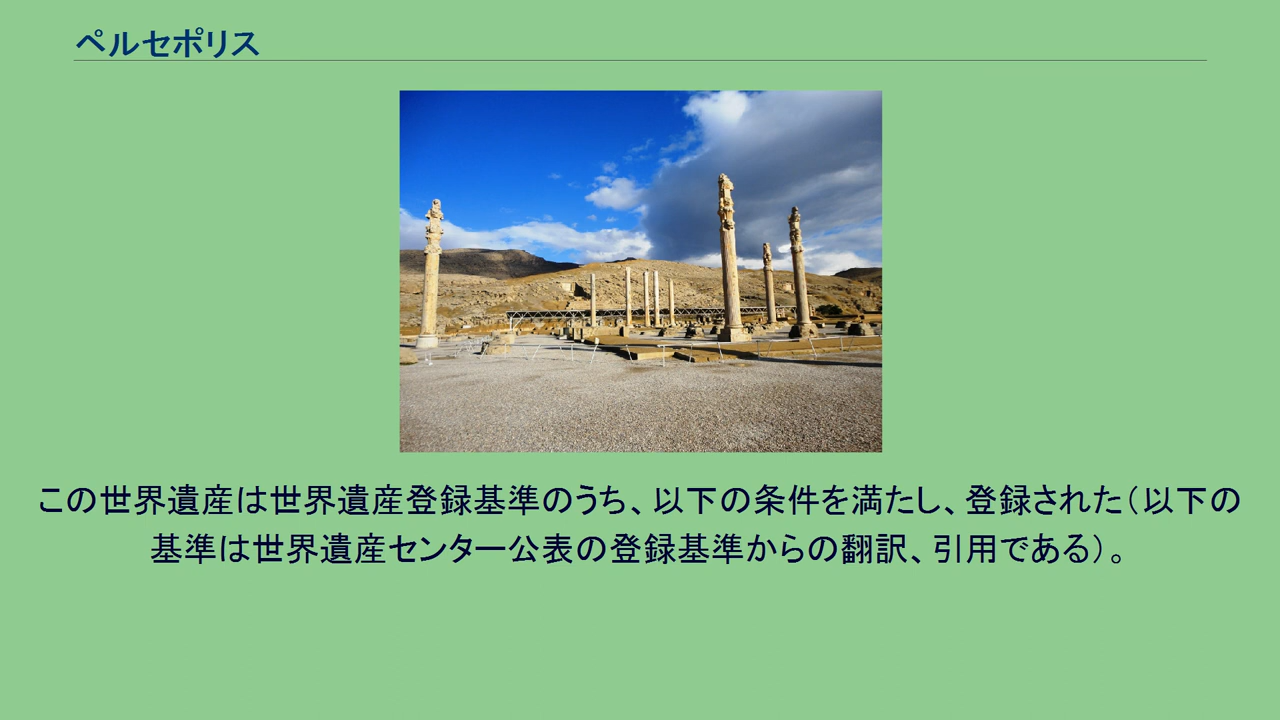 ペルセポリス
この世界遺産は世界遺産登録基準のうち、以下の条件を満たし、登録された（以下の
基準は世界遺産センター公表の登録基準からの翻訳、引用である）。